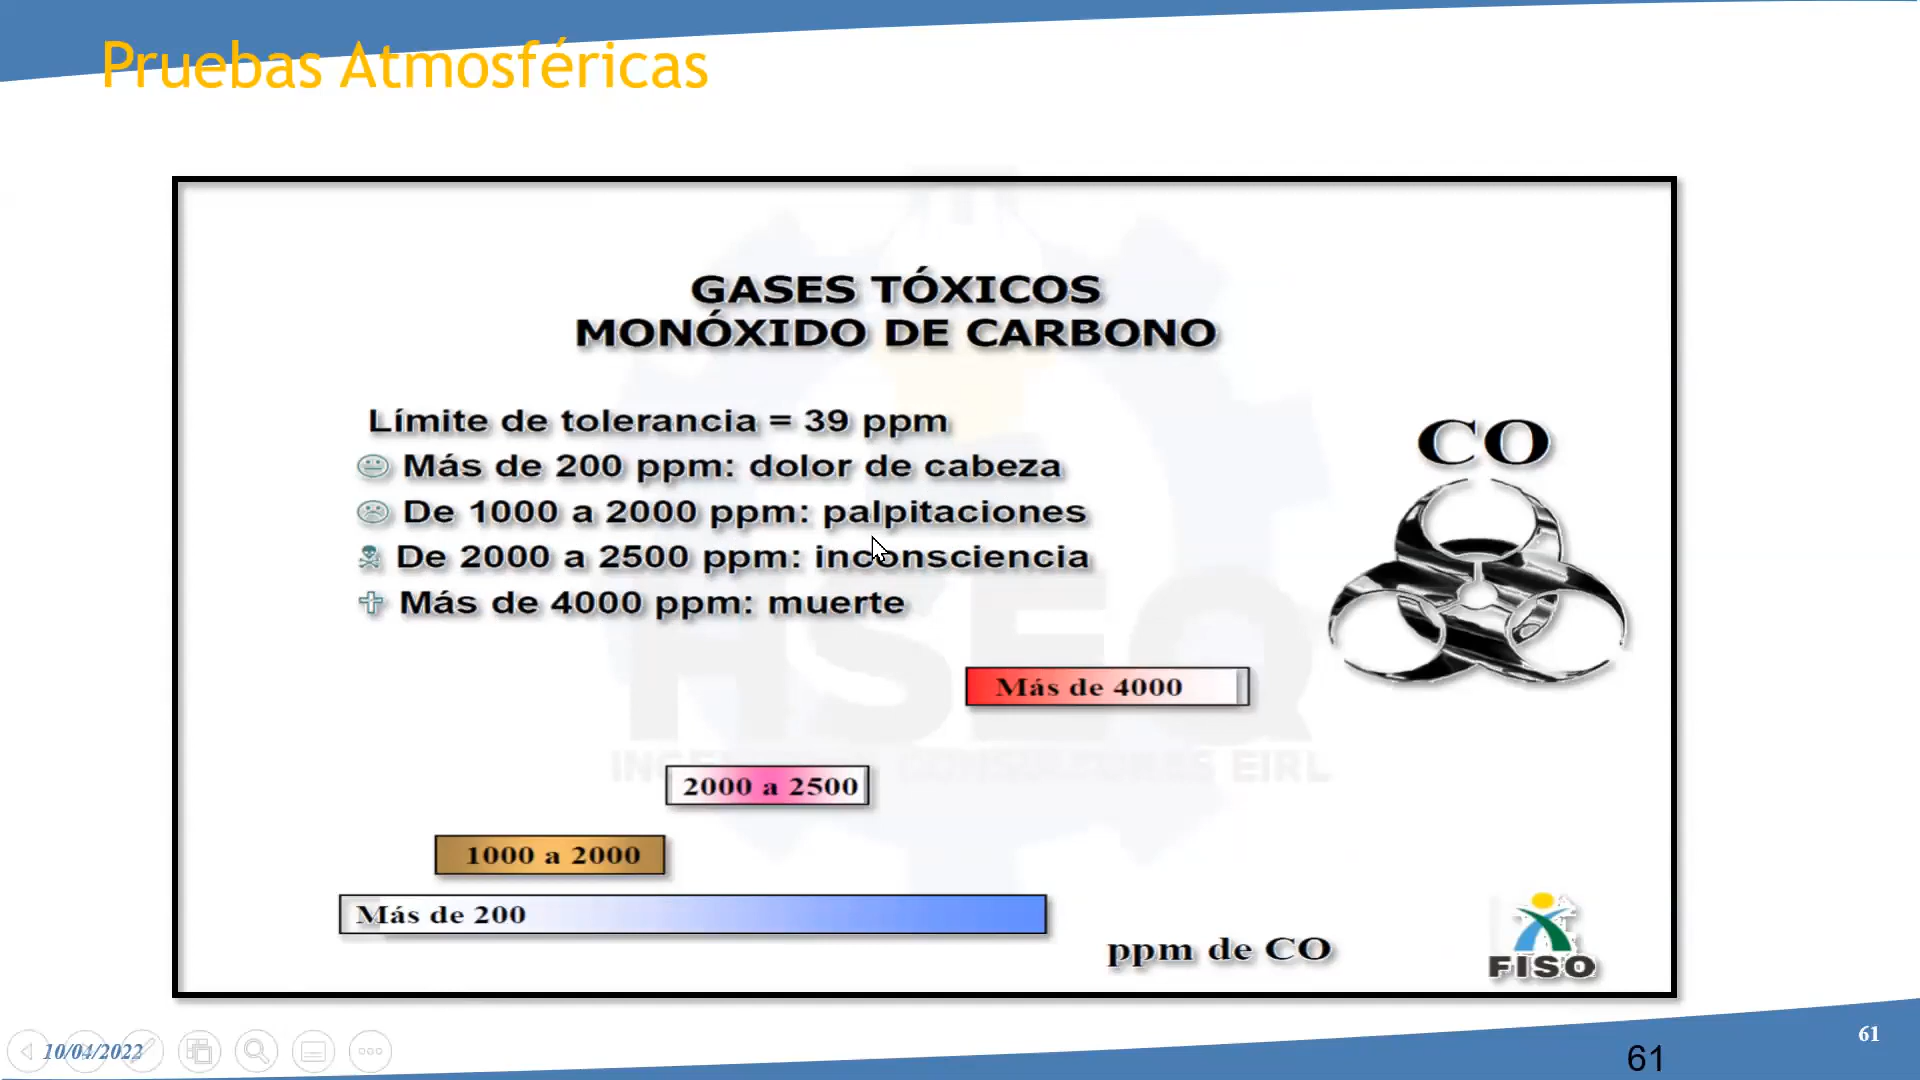 Pruebas Atmosféricas
GASES TÓXICOS
MONÓXIDO DE CARBONO
Límite de tolerancia = 39 ppm
Más de 200 ppm: dolor de cabeza
De 1000 a 2000 ppm: palpitaciones
De 2000 a 2500 ppm: inconsciencia
Más de 4000 ppm: muerte
CO
Más de 4000
2000 a 2500
1000 a 2000
Más de 200
ppm de CO
FISO
HSEQ
EIRL
10/04/2022
61
61